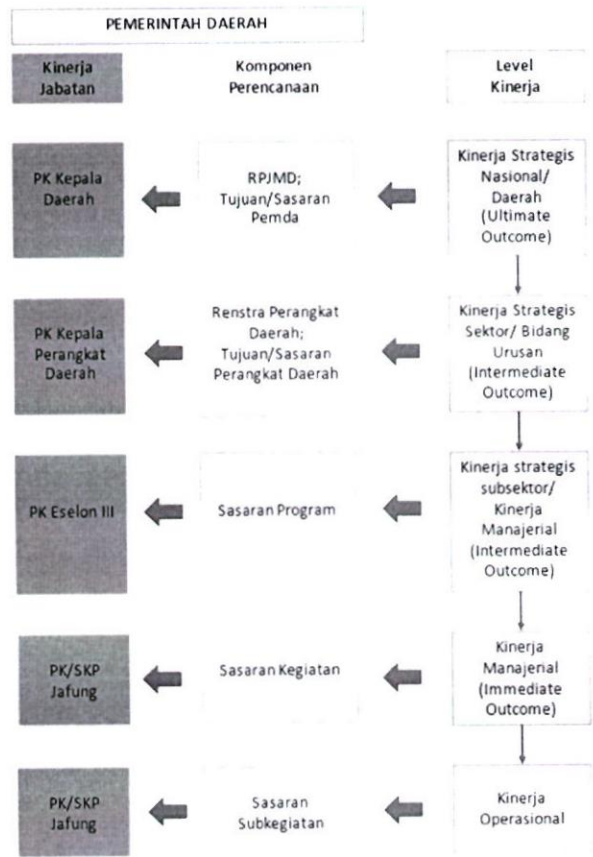 PEMERINTAH DAERAH
Kinerja
Jabatan
Komponen
Perencanaan
Level
Kinerja
PK Kepala
Daerah
RPJMD;
Tujuan/Sasaran
Pemda
Kinerja Strategis
Nasional/
Daerah
(Ultimate
Outcome)
PK Kepala
Perangkat
Daerah
Renstra Perangkat
Daerah;
Tujuan/Sasaran
Perangkat Daerah
Kinerja Strategis
Sektor/ Bidang
Urusan
(Intermediate
Outcome)
PK Eselon III
Sasaran Program
Kinerja strategis
subsektor/
Kinerja
Manajerial
(Intermediate
Outcome)
PK/SKP
Jafung
Sasaran Kegiatan
Kinerja
Manajerial
(Immediate
Outcome)
PK/SKP
Jafung
Sasaran
Subkegiatan
Kinerja
Operasional